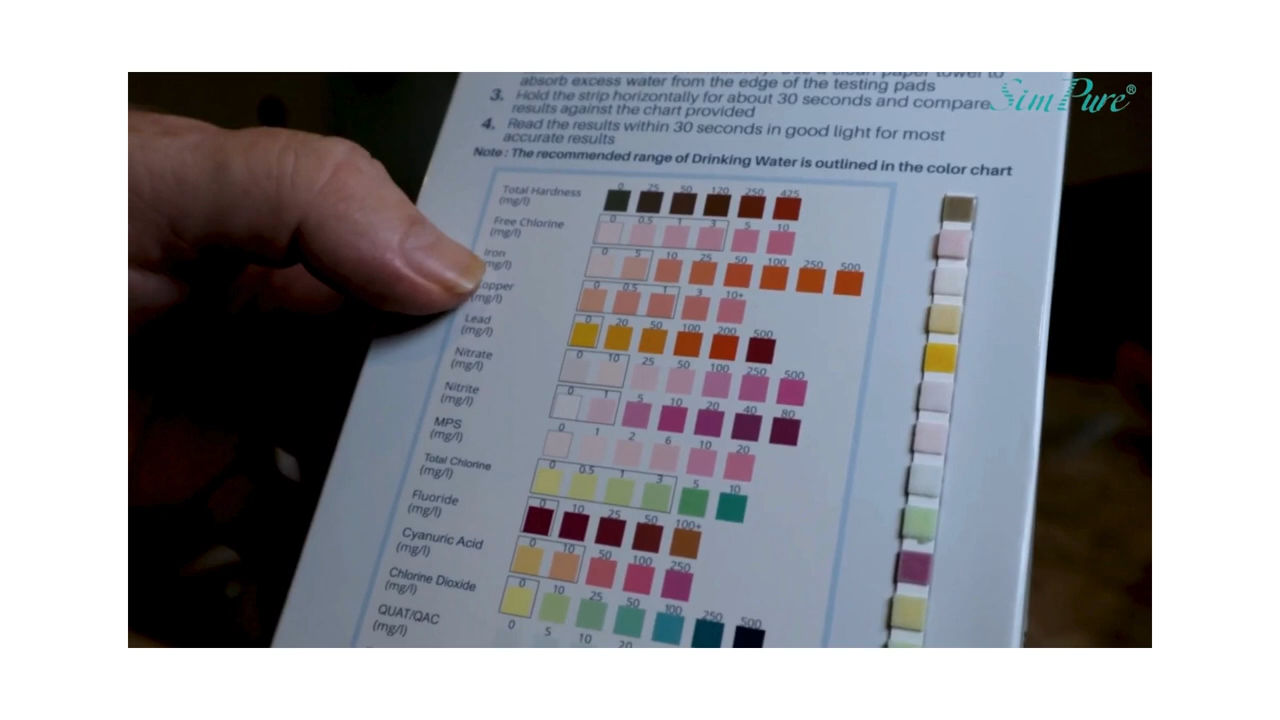 clean paper towel to
absorb excess water from the edge of the testing pads
3. Hold the strip horizontally for about 30 seconds and compare
results against the chart provided
4. Read the results within 30 seconds in good light for most
accurate results
Note : The recommended range of Drinking Water is outlined in the color chart
SimPure®
Total Hardness
(mg/l)
0 25 50 120 250 425
Free Chlorine
(mg/l)
0 0.5 1 3 5 10
Iron
mg/l)
0 5 10 25 50 100 250 500
opper
(mg/l)
0 0.5 1 3 10+
Lead
(mg/l)
0 20 50 100 200 500
Nitrate
(mg/l)
0 10 25 50 100 250 500
Nitrite
(mg/l)
0 1 5 10 20 40 80
MPS
(mg/l)
0 1 2 6 10 20
Total Chlorine
(mg/l)
0 0.5 1 3 5 10
Fluoride
(mg/l)
0 10 25 50 100+
Cyanuric Acid
(mg/l)
0 10 50 100 250
Chlorine Dioxide
(mg/l)
0 10 25 50 100 250 500
QUAT/QAC
(mg/l)
0 5 10 20